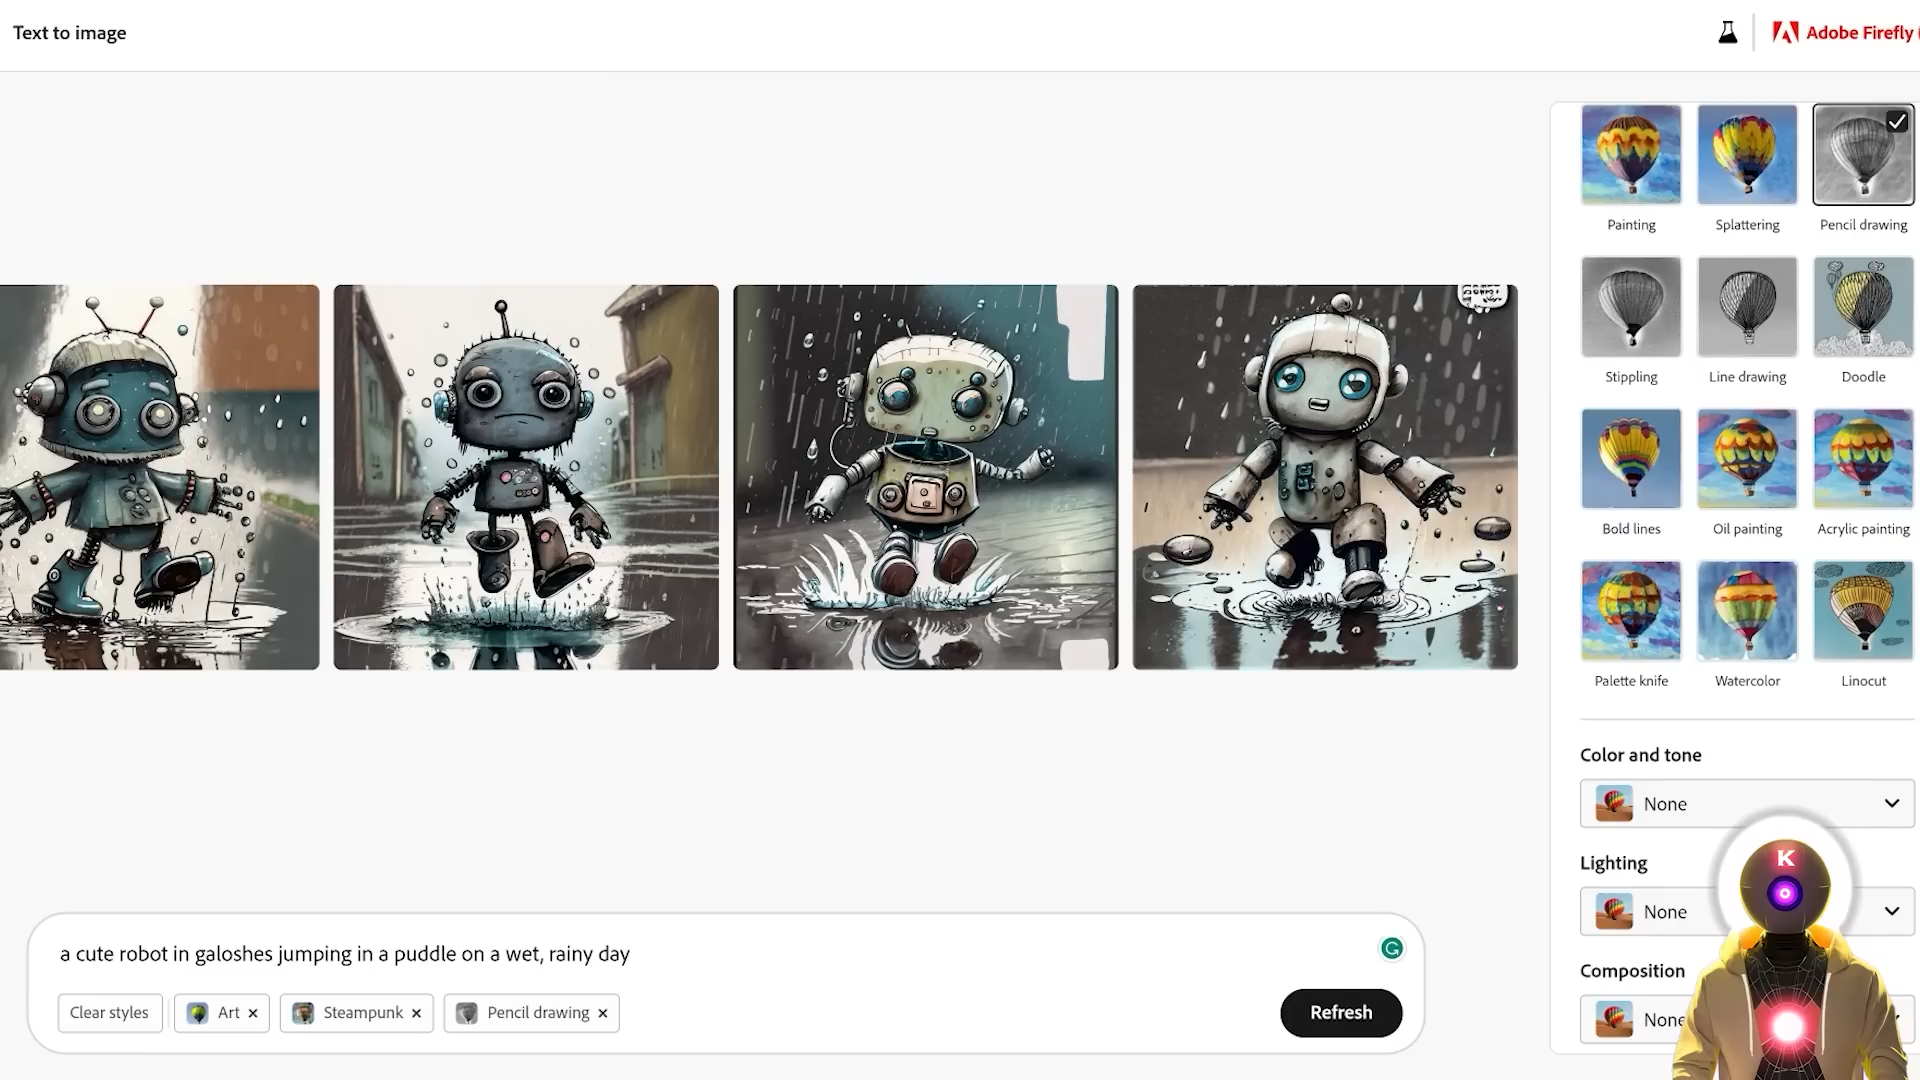 Text to image
Adobe Firefly
Painting
Splattering
Pencil drawing
Stippling
Line drawing
Doodle
Bold lines
Oil painting
Acrylic painting
Palette knife
Watercolor
Linocut
Color and tone
None
Lighting
None
Composition
None
K
a cute robot in galoshes jumping in a puddle on a wet, rainy day
G
Clear styles
Art ×
Steampunk ×
Pencil drawing ×
Refresh